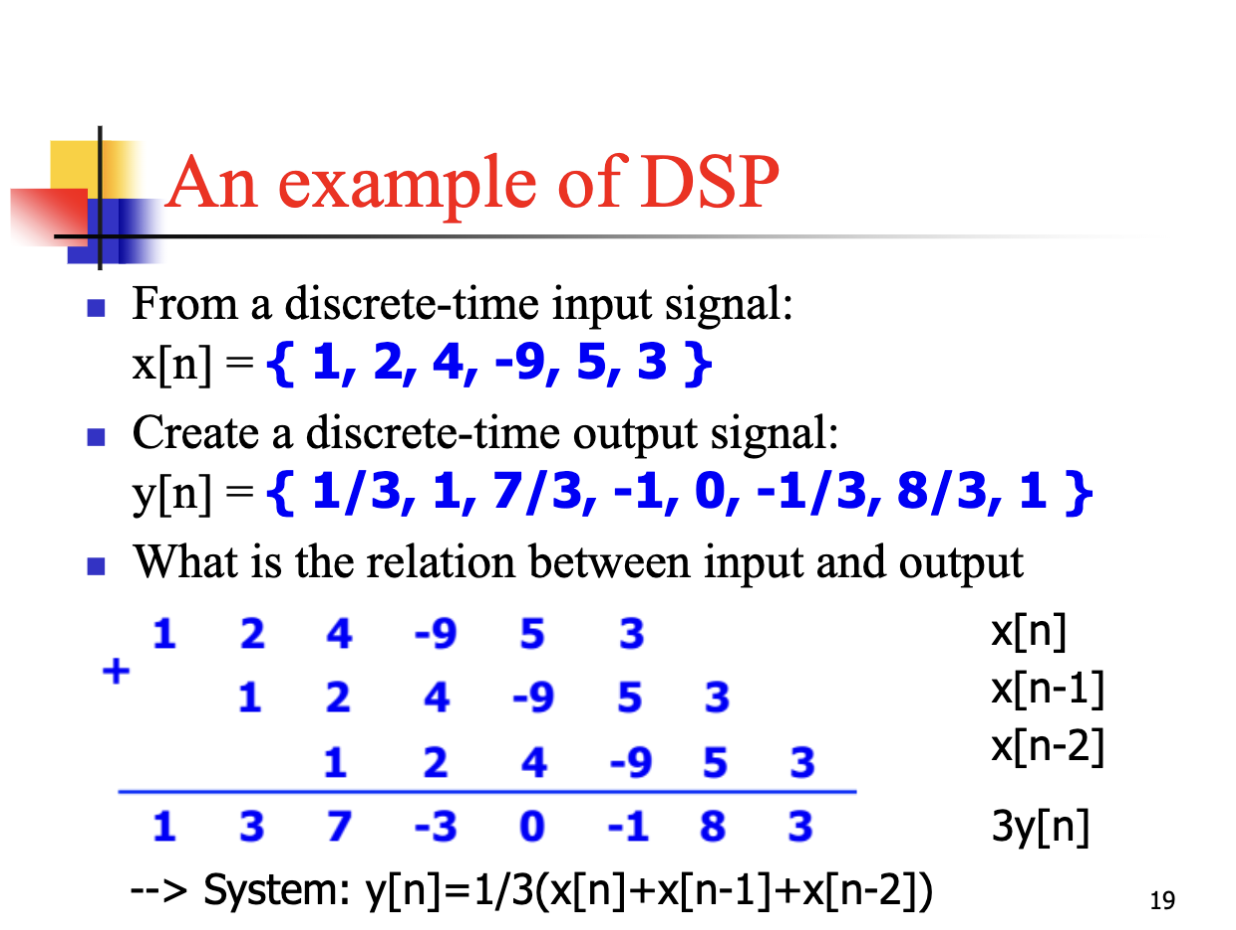 An example of DSP
From a discrete-time input signal:
x[n] = { 1, 2, 4, -9, 5, 3 }
Create a discrete-time output signal:
y[n] = { 1/3, 1, 7/3, -1, 0, -1/3, 8/3, 1 }
What is the relation between input and output
1 2 4 -9 5 3 x[n]
+
1 2 4 -9 5 3 x[n-1]
1 2 4 -9 5 3 x[n-2]
1 3 7 -3 0 -1 8 3 3y[n]
--> System: y[n]=1/3(x[n]+x[n-1]+x[n-2])
19